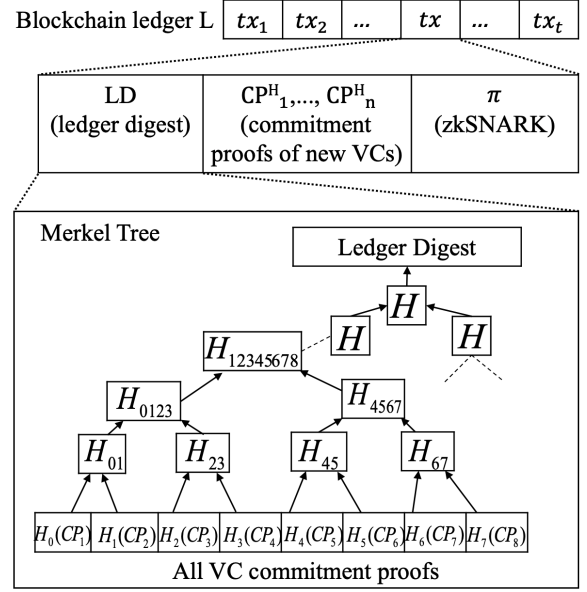 Blockchain ledger L tx₁ tx₂ ... tx ... txₜ
LD CPᴴ₁,..., CPᴴₙ π
(ledger digest) (commitment (zkSNARK)
proofs of new VCs)
Merkel Tree
Ledger Digest
H
H H
H₁₂₃₄₅₆₇₈
H₀₁₂₃ H₄₅₆₇
H₀₁ H₂₃ H₄₅ H₆₇
H₀(CP₁) H₁(CP₂) H₂(CP₃) H₃(CP₄) H₄(CP₅) H₅(CP₆) H₆(CP₇) H₇(CP₈)
All VC commitment proofs